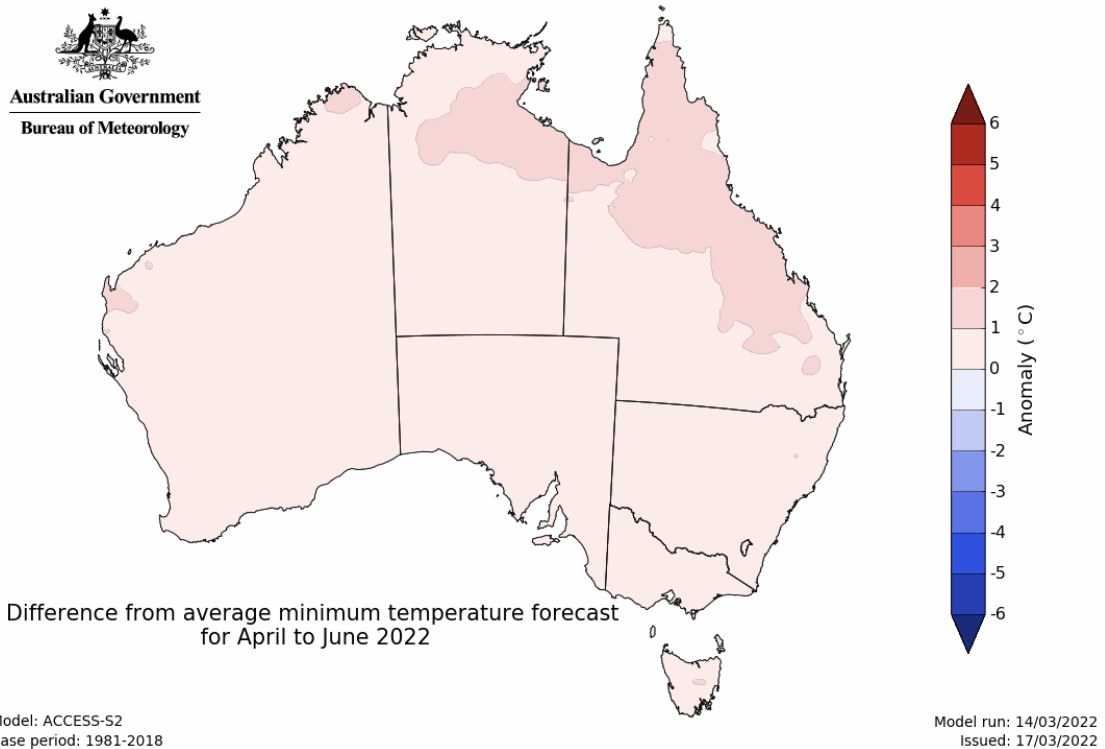 Australian Government
Bureau of Meteorology
6
5
4
3
2
1
0
-1
-2
-3
-4
-5
-6
Anomaly (°C)
Difference from average minimum temperature forecast
for April to June 2022
Model: ACCESS-S2
ase period: 1981-2018
Model run: 14/03/2022
Issued: 17/03/2022